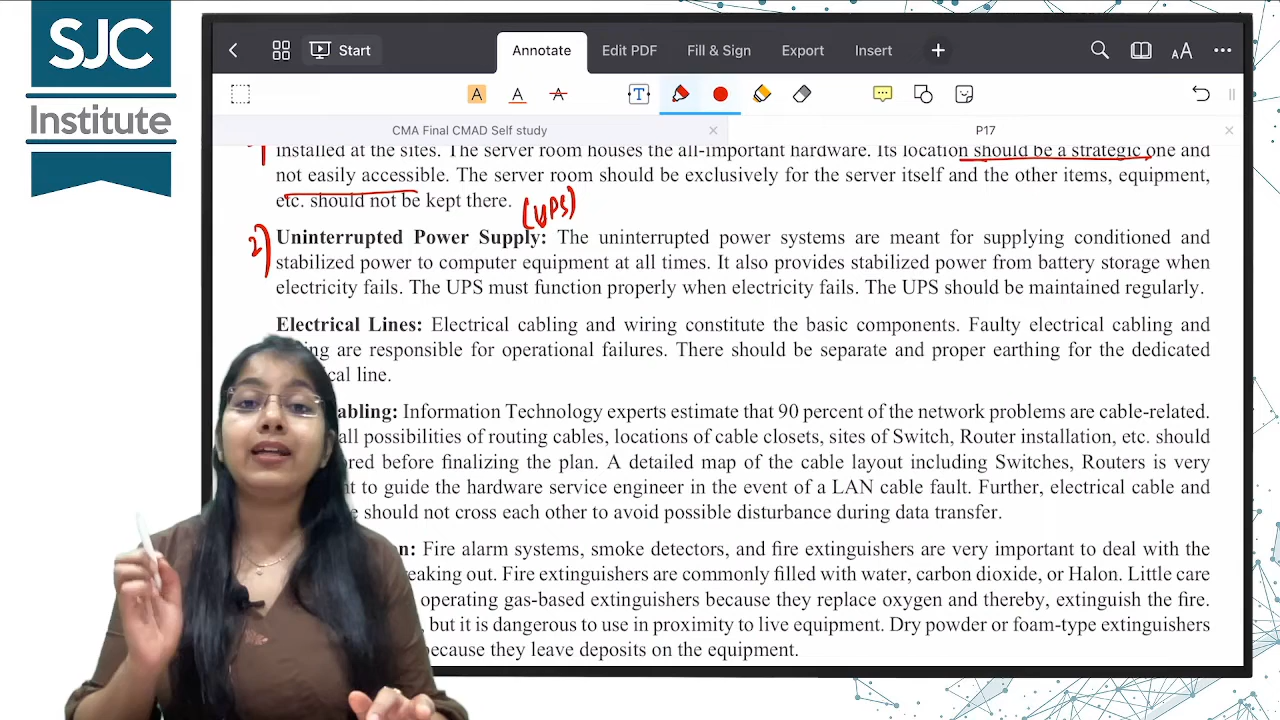 SJC
Institute
Start
Annotate
Edit PDF
Fill & Sign
Export
Insert
AA
A
A
A
T
CMA Final CMAD Self study
P17
installed at the sites. The server room houses the all-important hardware. Its location should be a strategic one and
not easily accessible. The server room should be exclusively for the server itself and the other items, equipment,
etc. should not be kept there.
(UPS)
2)
Uninterrupted Power Supply: The uninterrupted power systems are meant for supplying conditioned and
stabilized power to computer equipment at all times. It also provides stabilized power from battery storage when
electricity fails. The UPS must function properly when electricity fails. The UPS should be maintained regularly.
Electrical Lines: Electrical cabling and wiring constitute the basic components. Faulty electrical cabling and
are responsible for operational failures. There should be separate and proper earthing for the dedicated
line.
Information Technology experts estimate that 90 percent of the network problems are cable-related.
all possibilities of routing cables, locations of cable closets, sites of Switch, Router installation, etc. should
before finalizing the plan. A detailed map of the cable layout including Switches, Routers is very
to guide the hardware service engineer in the event of a LAN cable fault. Further, electrical cable and
should not cross each other to avoid possible disturbance during data transfer.
Fire alarm systems, smoke detectors, and fire extinguishers are very important to deal with the
out. Fire extinguishers are commonly filled with water, carbon dioxide, or Halon. Little care
operating gas-based extinguishers because they replace oxygen and thereby, extinguish the fire.
but it is dangerous to use in proximity to live equipment. Dry powder or foam-type extinguishers
because they leave deposits on the equipment.